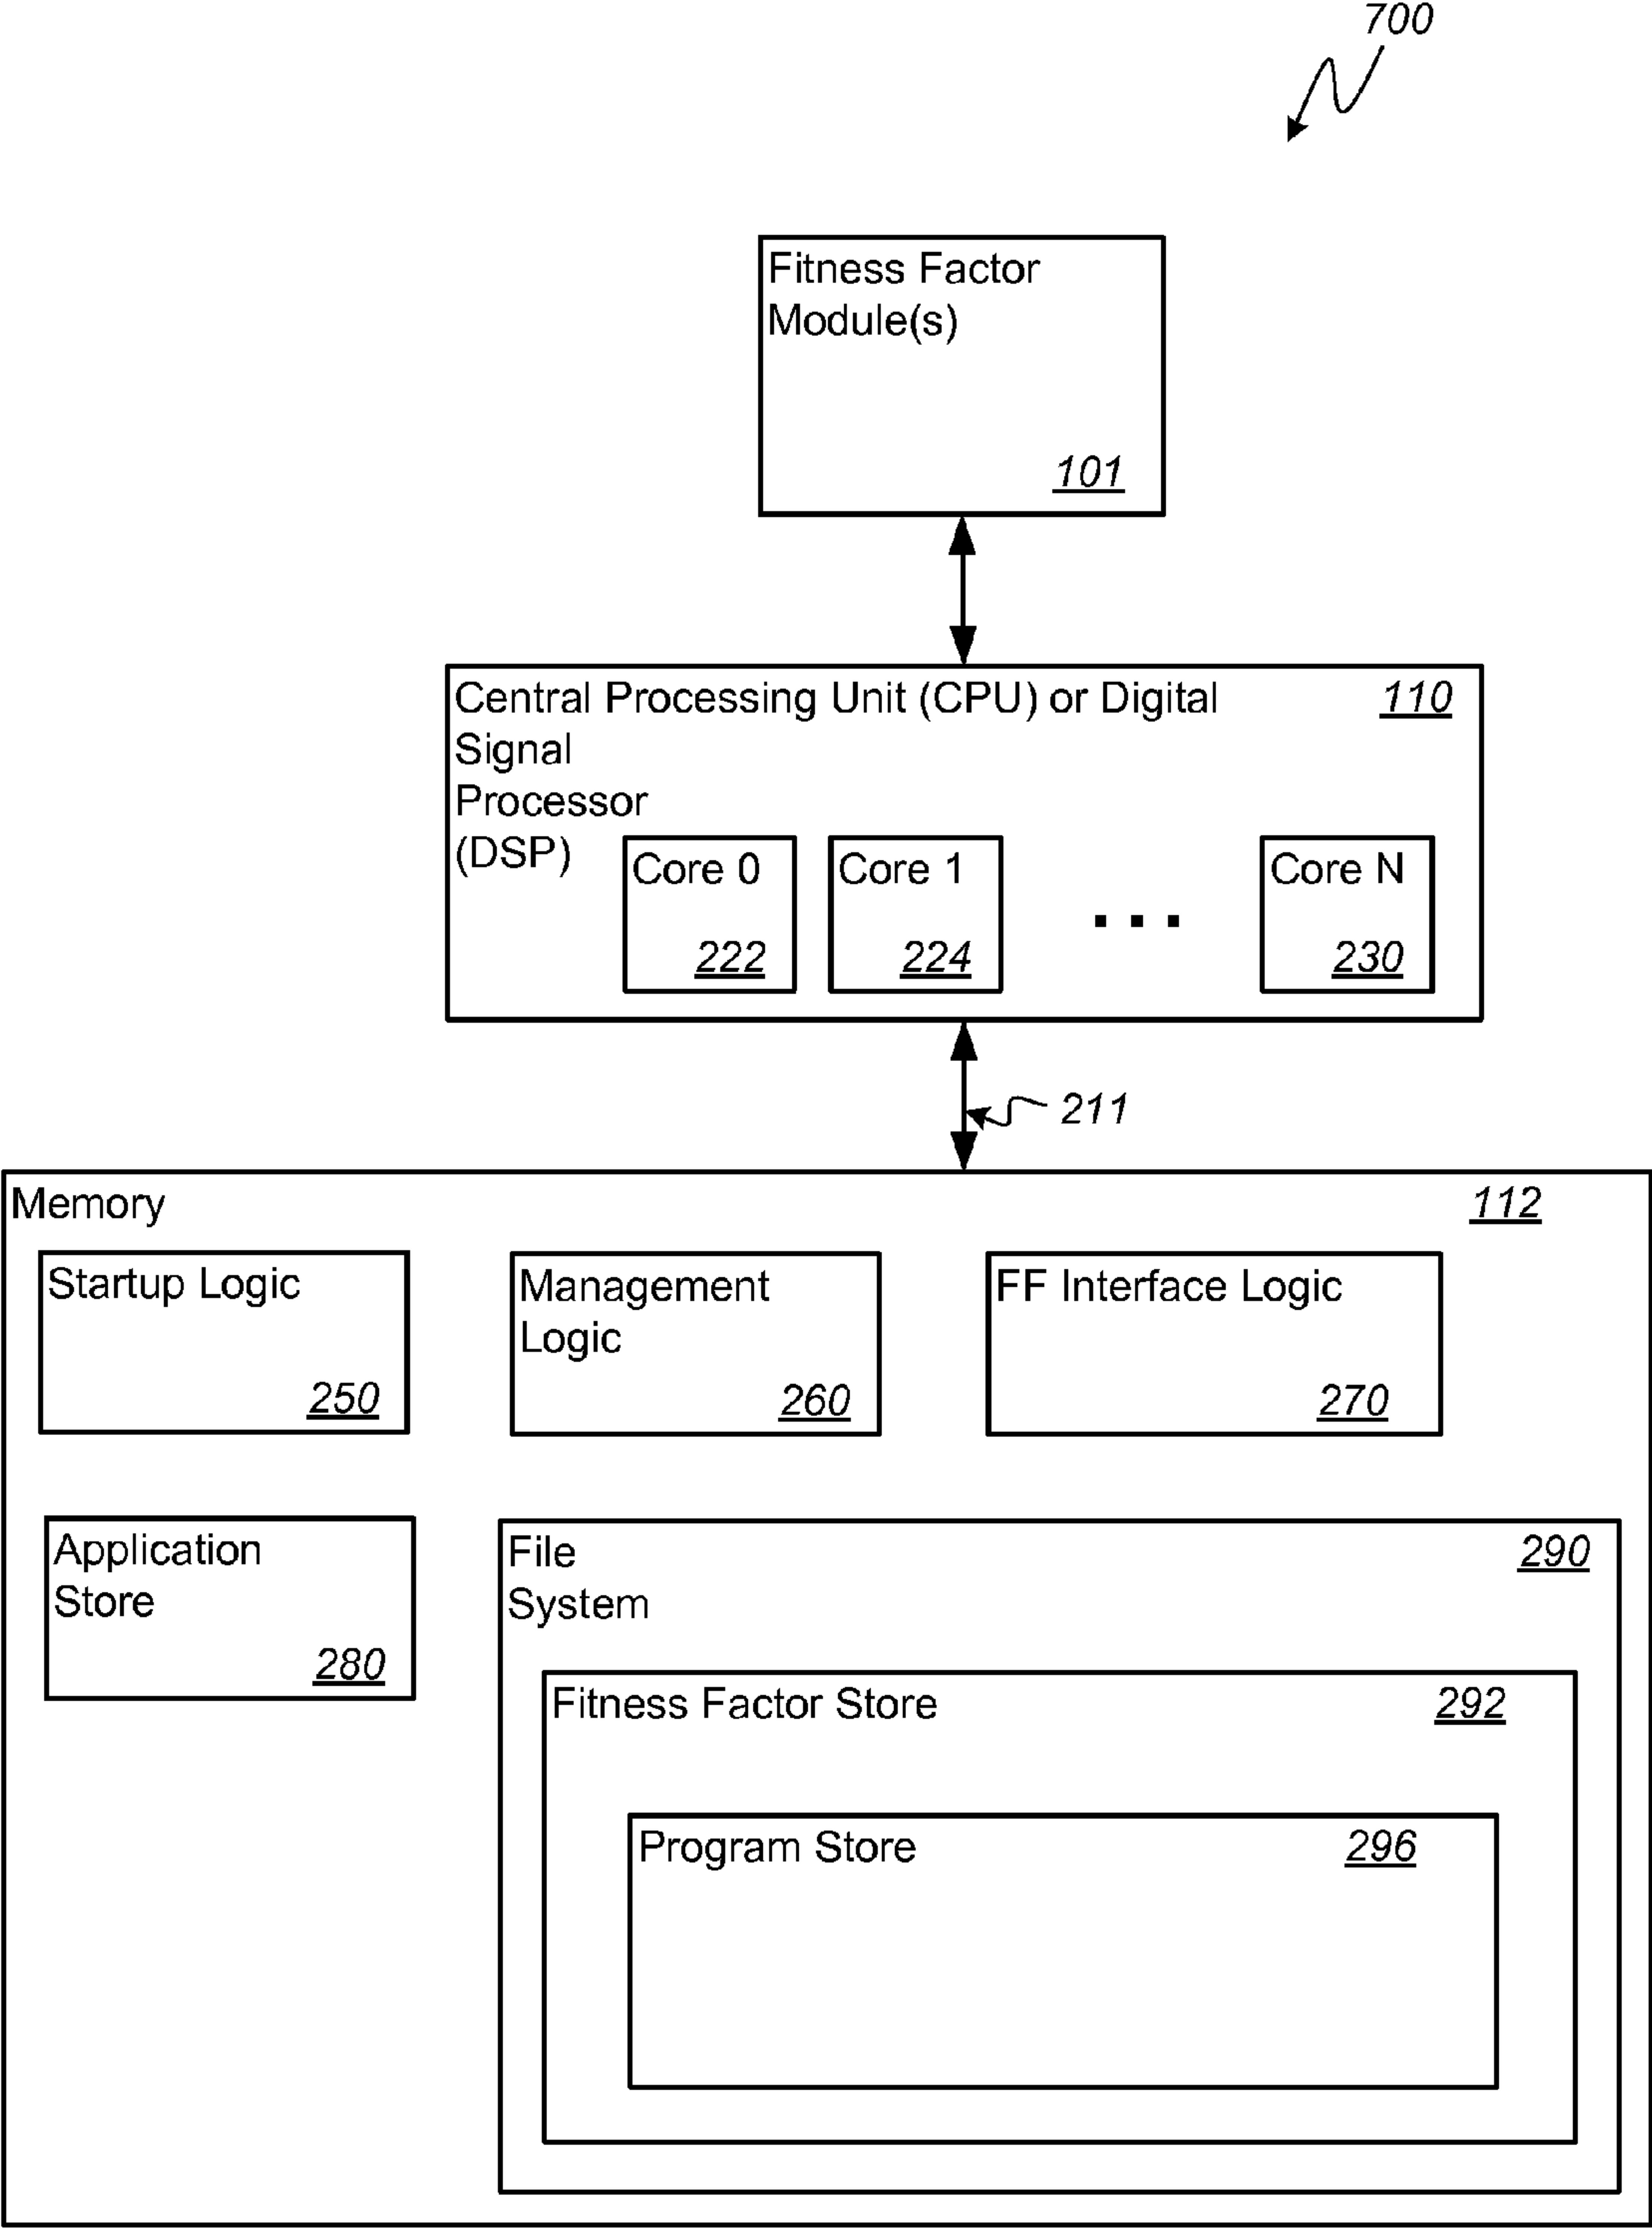 700
Fitness Factor
Module(s)
101
Central Processing Unit (CPU) or Digital
110
Signal
Processor
(DSP)
Core 0
Core 1
...
Core N
222
224
230
211
Memory
112
Startup Logic
250
Management
Logic
260
FF Interface Logic
270
Application
Store
280
File
System
290
Fitness Factor Store
292
Program Store
296